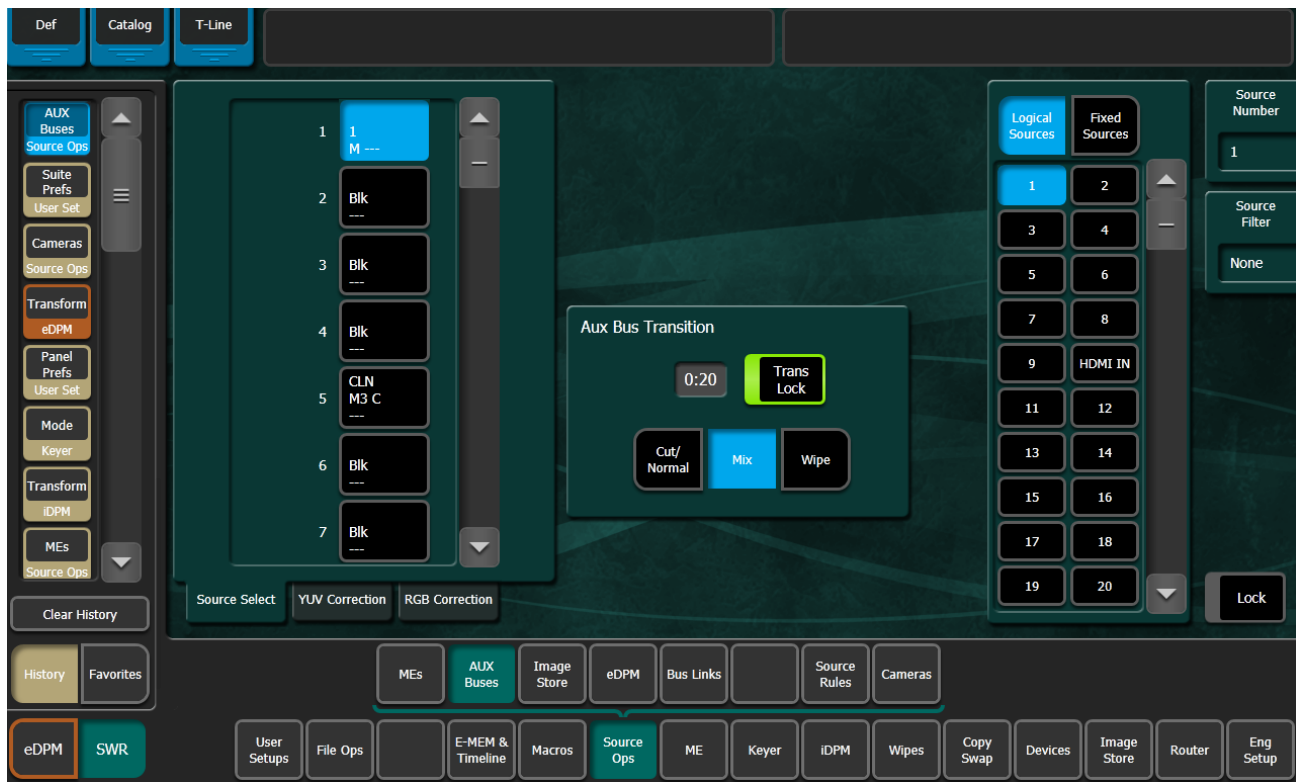 Def
Catalog
T-Line
AUX
Buses
Source Ops
Suite
Prefs
User Set
Cameras
Source Ops
Transform
eDPM
Panel
Prefs
User Set
Mode
Keyer
Transform
iDPM
MEs
Source Ops
Clear History
History
Favorites
eDPM
SWR
1
1
M ---
2
Blk
---
3
Blk
---
4
Blk
---
5
CLN
M3 C
---
6
Blk
---
7
Blk
---
Source Select
YUV Correction
RGB Correction
Aux Bus Transition
0:20
Trans
Lock
Cut/
Normal
Mix
Wipe
Logical
Sources
Fixed
Sources
1
2
3
4
5
6
7
8
9
HDMI IN
11
12
13
14
15
16
17
18
19
20
Source
Number
1
Source
Filter
None
Lock
MEs
AUX
Buses
Image
Store
eDPM
Bus Links
Source
Rules
Cameras
User
Setups
File Ops
E-MEM &
Timeline
Macros
Source
Ops
ME
Keyer
iDPM
Wipes
Copy
Swap
Devices
Image
Store
Router
Eng
Setup